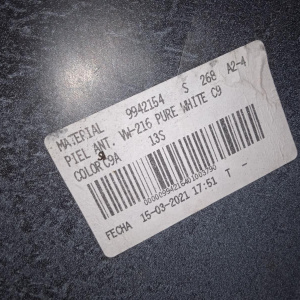 MATERIAL 9942154 S 268 A2-4
PIEL ANT. VW-216 PURE WHITE C9
COLOR C9A 13S
FECHA 15-03-2021 17:51 T -